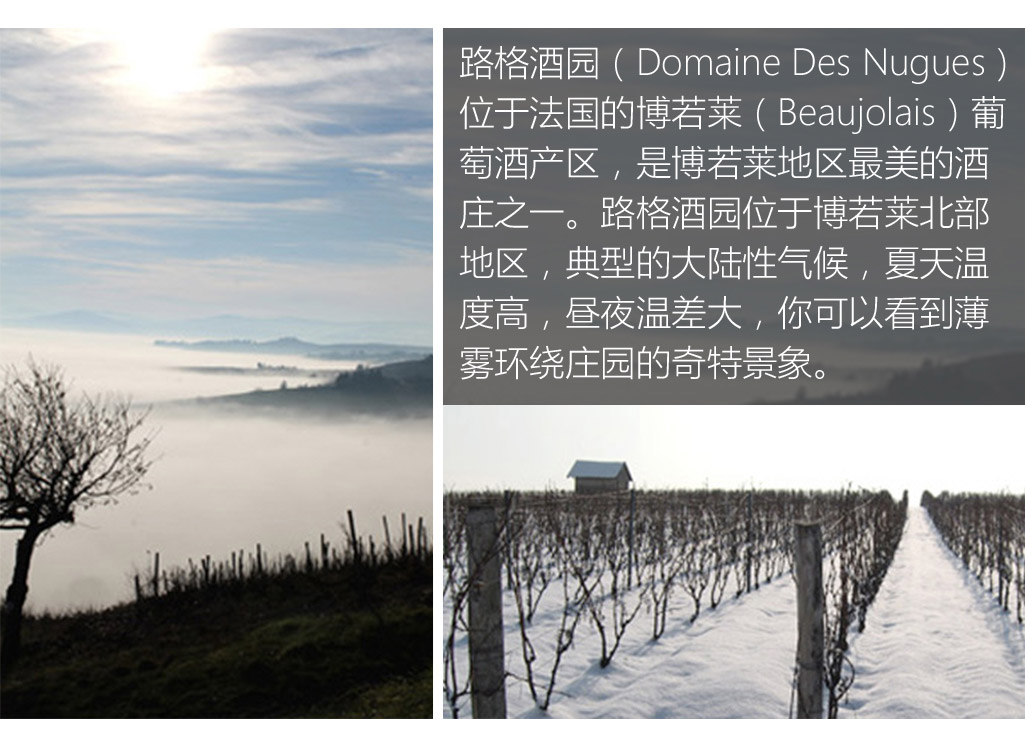 路格酒园（Domaine Des Nugues）
位于法国的博若莱（Beaujolais）葡
萄酒产区，是博若莱地区最美的酒
庄之一。路格酒园位于博若莱北部
地区，典型的大陆性气候，夏天温
度高，昼夜温差大，你可以看到薄
雾环绕庄园的奇特景象。